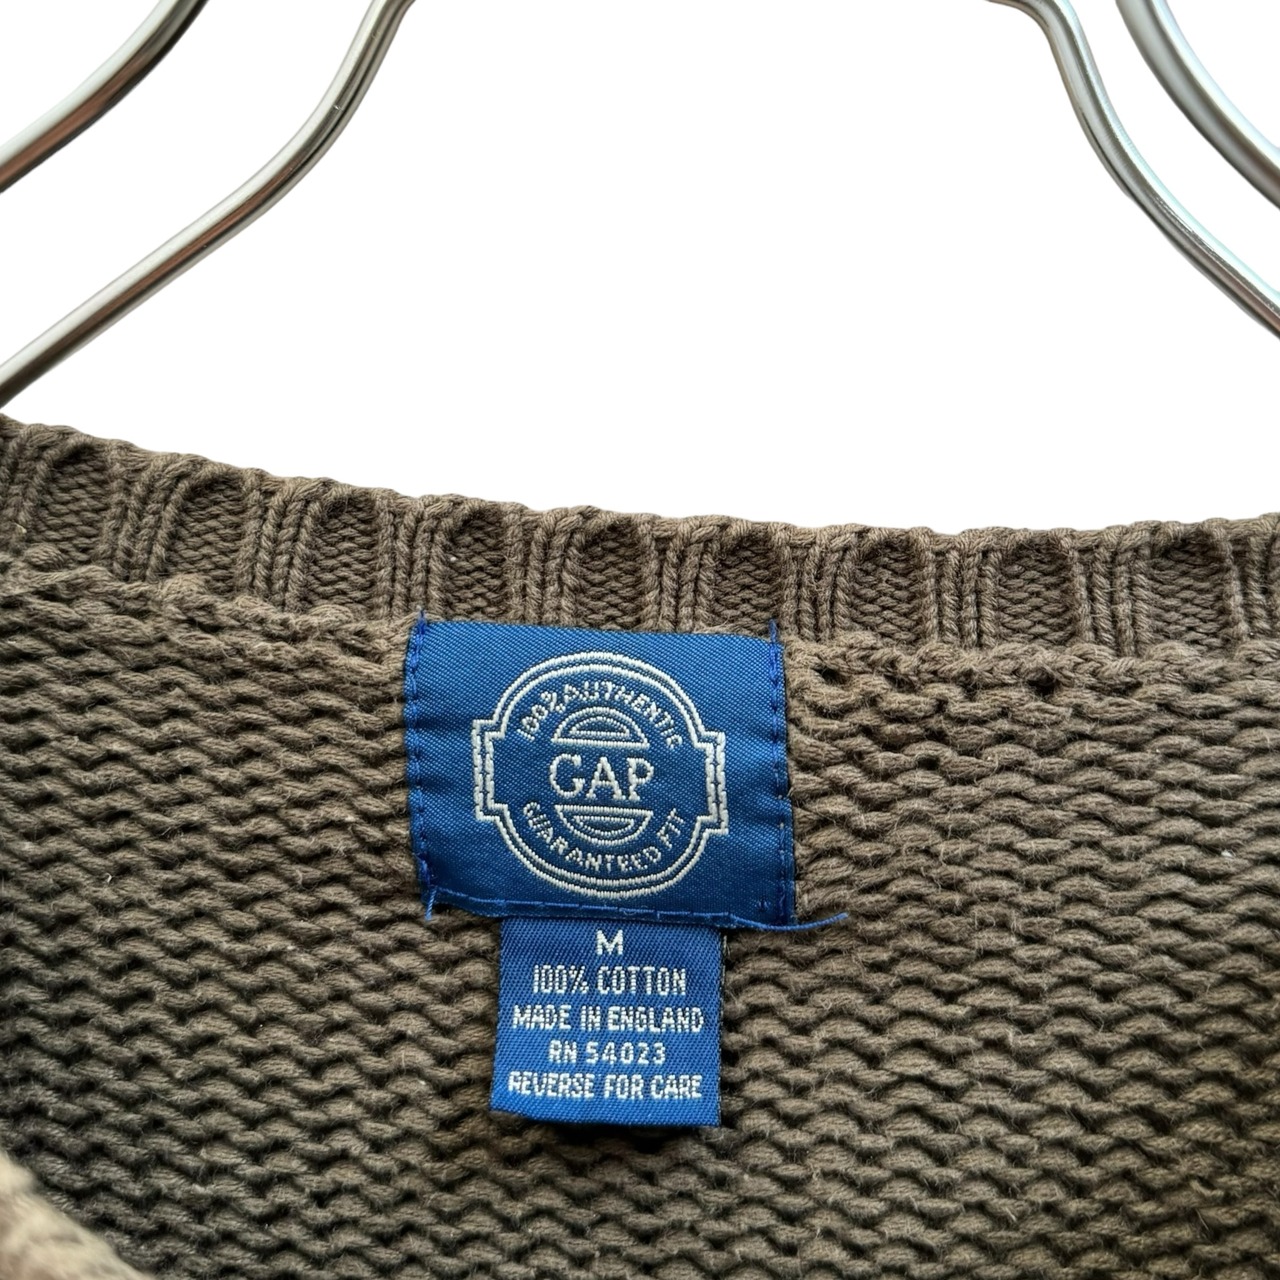 100% AUTHENTIC
GAP
GUARANTEED FIT
M
100% COTTON
MADE IN ENGLAND
RN 54023
REVERSE FOR CARE